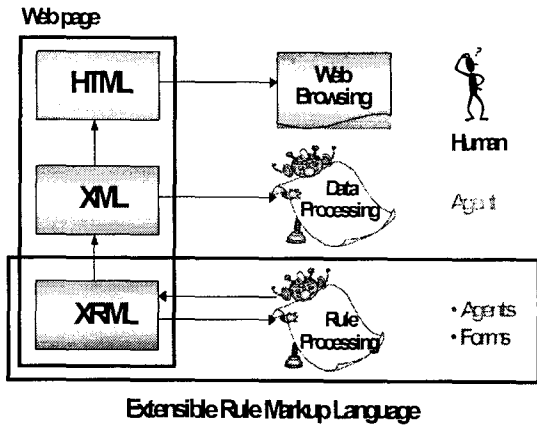 Web page
HTML
Web
Browsing
Human
XML
Data
Processing
Agent
XRML
Rule
Processing
• Agents
• Forms
Extensible Rule Markup Language